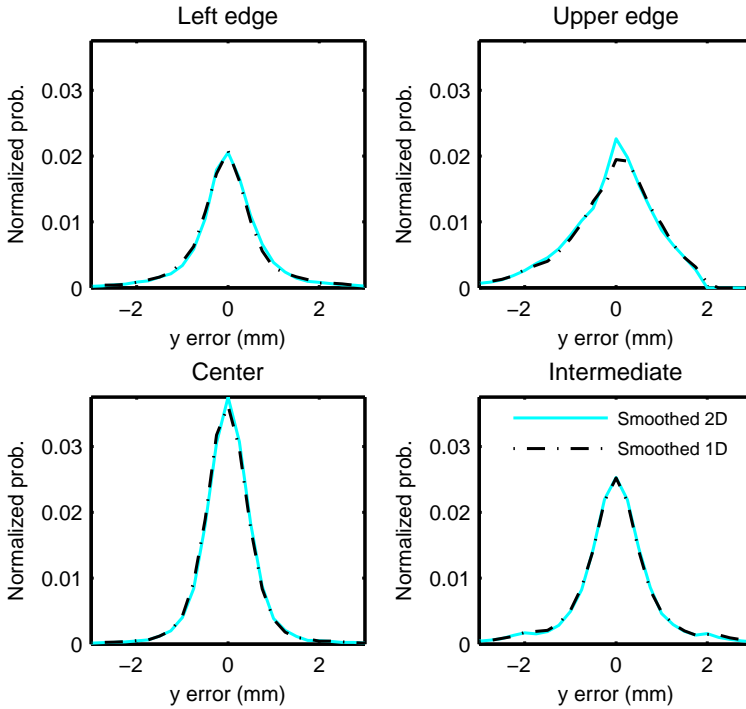 Left edge
Normalized prob.
0.03
0.02
0.01
0
−2
0
2
y error (mm)
Upper edge
Normalized prob.
0.03
0.02
0.01
0
−2
0
2
y error (mm)
Center
Normalized prob.
0.03
0.02
0.01
0
−2
0
2
y error (mm)
Intermediate
Smoothed 2D
Smoothed 1D
Normalized prob.
0.03
0.02
0.01
0
−2
0
2
y error (mm)